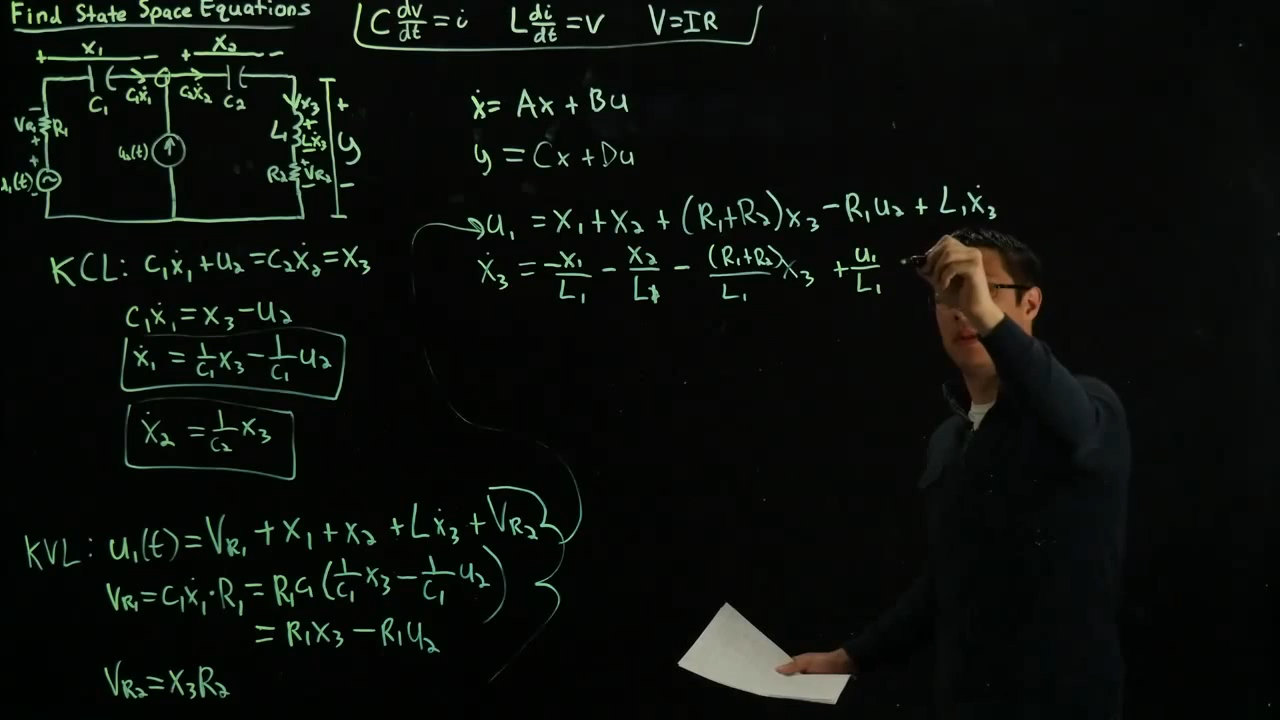 Find State Space Equations
C dv/dt = i L di/dt = V V=IR
+ X₁ − + X₂ −
C₁ C₁ẋ₁ C₂ẋ₂ C₂
X₃ +
VR₁ R₁ L Lẋ₃ y
u₂(t) R₂ VR₂
u₁(t)
ẋ = Ax + Bu
y = Cx + Du
u₁ = X₁ + X₂ + (R₁+R₂)X₃ − R₁u₂ + L₁ẋ₃
ẋ₃ = −X₁/L₁ − X₂/L₁ − (R₁+R₂)/L₁ X₃ + u₁/L₁
KCL: C₁ẋ₁ + u₂ = C₂ẋ₂ = X₃
C₁ẋ₁ = X₃ − u₂
ẋ₁ = 1/C₁ X₃ − 1/C₁ u₂
ẋ₂ = 1/C₂ X₃
KVL: u₁(t) = VR₁ + X₁ + X₂ + Lẋ₃ + VR₂
VR₁ = C₁ẋ₁·R₁ = R₁C₁(1/C₁ X₃ − 1/C₁ u₂)
= R₁X₃ − R₁u₂
VR₂ = X₃R₂